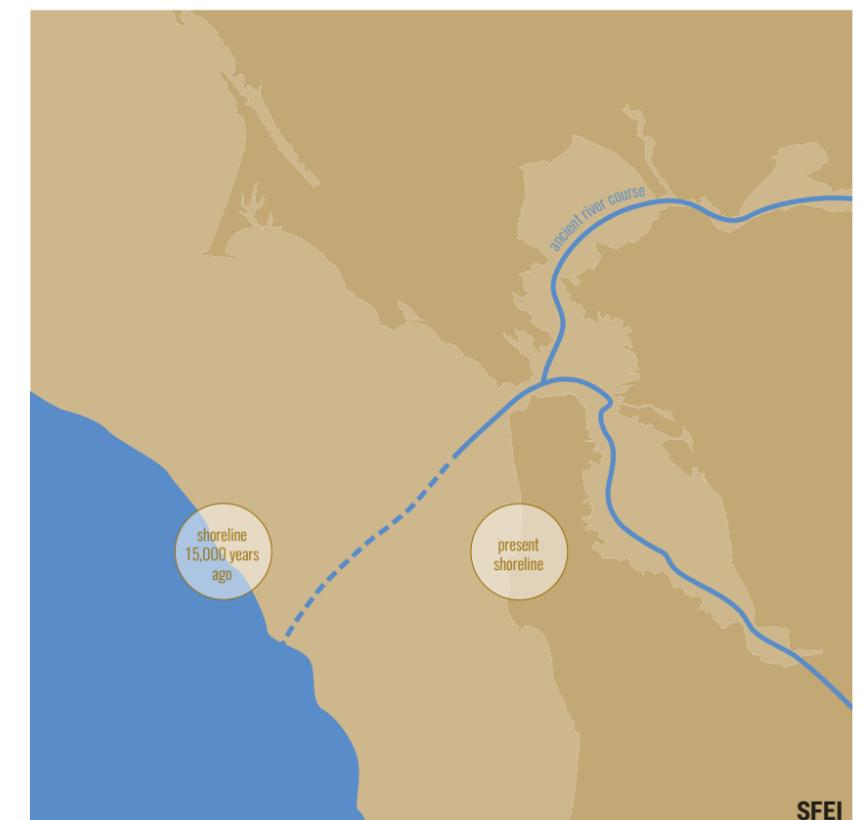 ancient river course
shoreline
15,000 years
ago
present
shoreline
SFEI